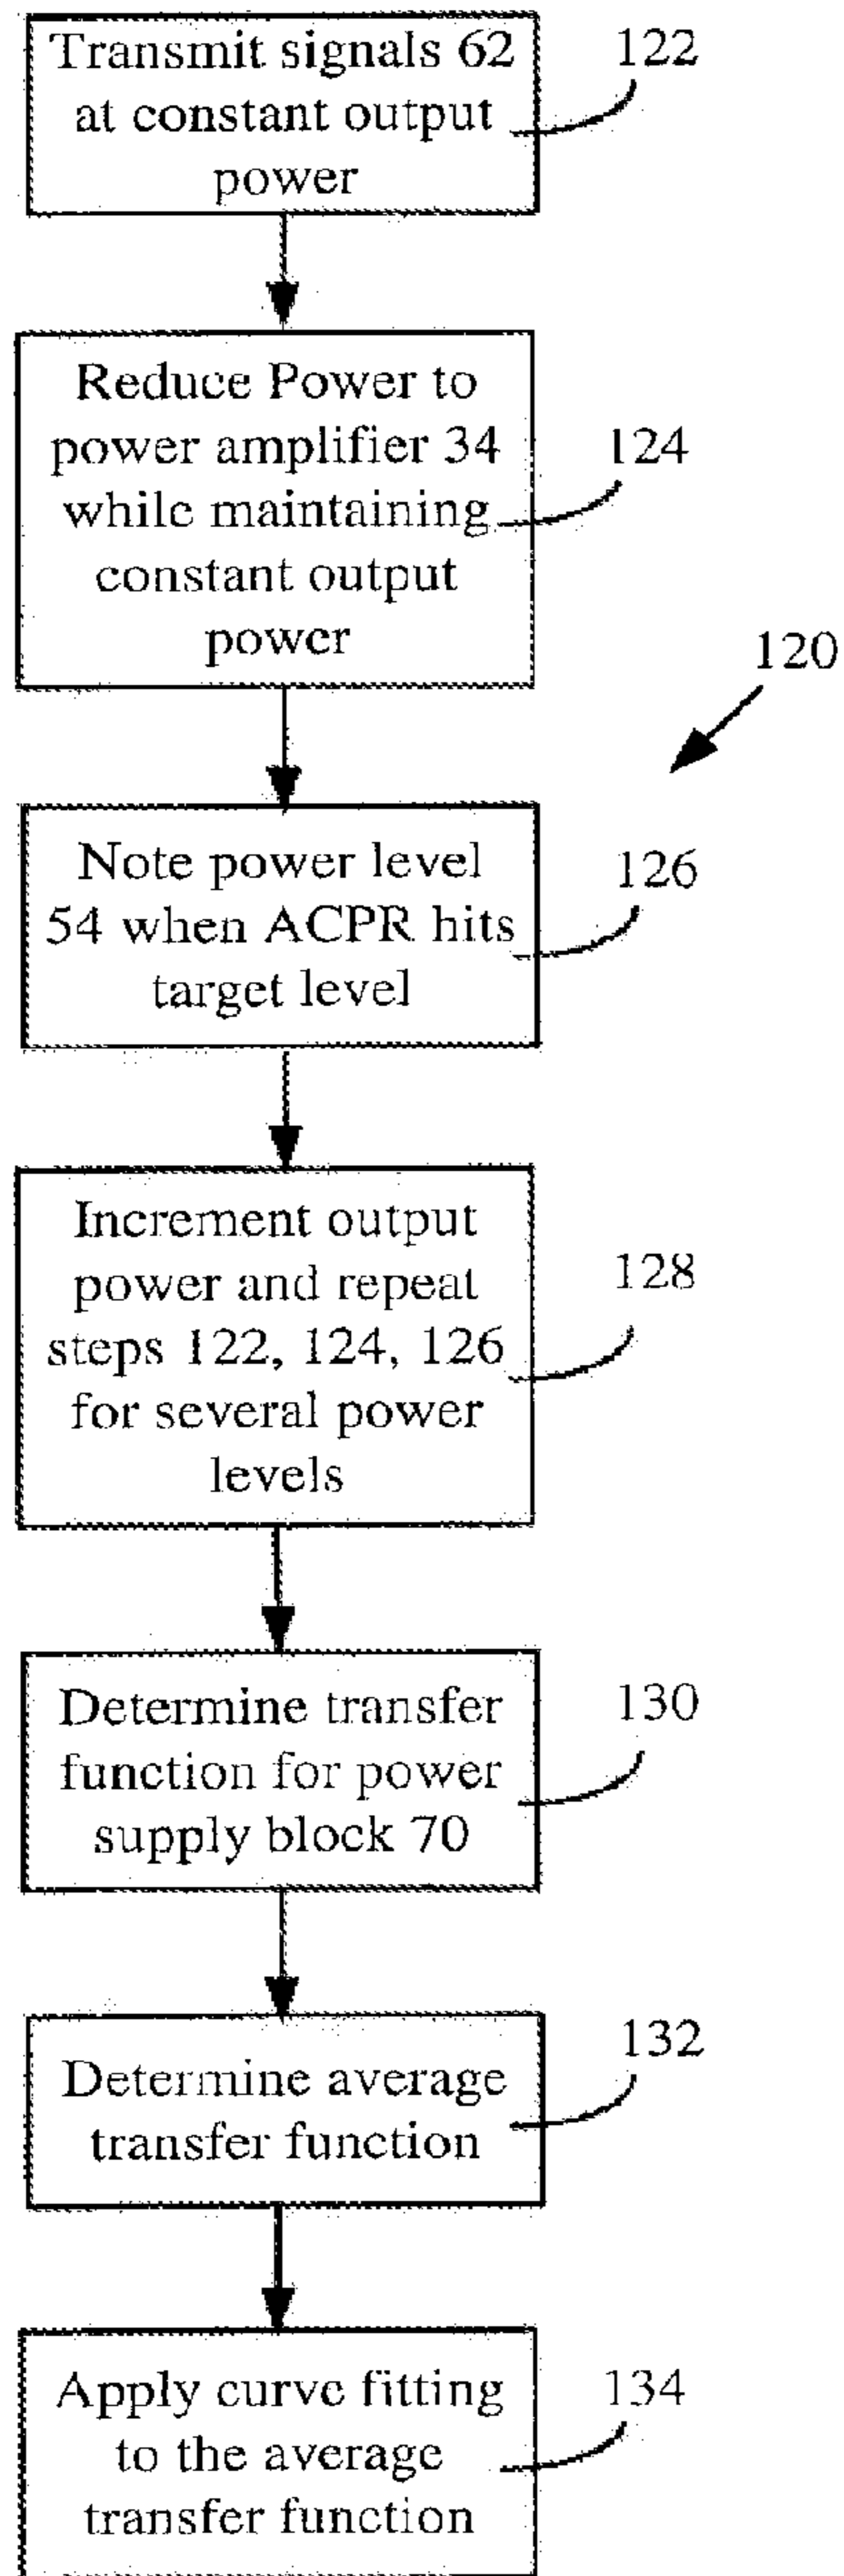 Transmit signals 62
at constant output
power
122
Reduce Power to
power amplifier 34
while maintaining
constant output
power
124
120
Note power level
54 when ACPR hits
target level
126
Increment output
power and repeat
steps 122, 124, 126
for several power
levels
128
Determine transfer
function for power
supply block 70
130
Determine average
transfer function
132
Apply curve fitting
to the average
transfer function
134